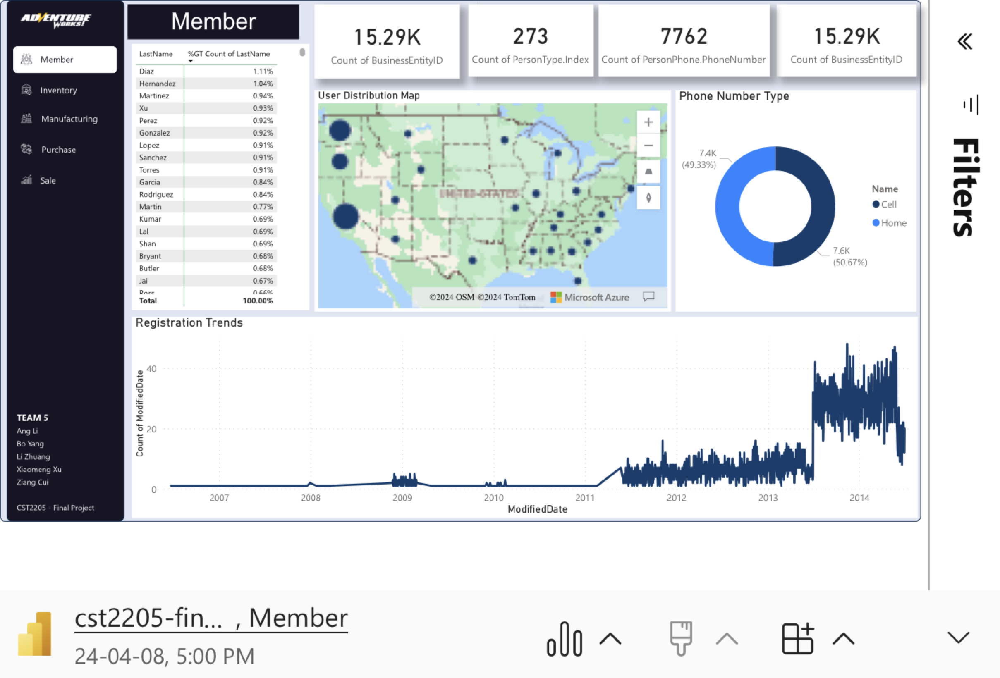 ADVENTURE
WORKS!
Member
Inventory
Manufacturing
Purchase
Sale
TEAM 5
Ang Li
Bo Yang
Li Zhuang
Xiaomeng Xu
Ziang Cui
CST2205 - Final Project
Member
LastName %GT Count of LastName
Diaz 1.11%
Hernandez 1.04%
Martinez 0.94%
Xu 0.93%
Perez 0.92%
Gonzalez 0.92%
Lopez 0.91%
Sanchez 0.91%
Torres 0.91%
Garcia 0.84%
Rodriguez 0.84%
Martin 0.77%
Kumar 0.69%
Lal 0.69%
Shan 0.69%
Bryant 0.68%
Butler 0.68%
Jai 0.67%
Ross 0.66%
Total 100.00%
15.29K
Count of BusinessEntityID
273
Count of PersonType.Index
7762
Count of PersonPhone.PhoneNumber
15.29K
Count of BusinessEntityID
User Distribution Map
UNITED STATES
©2024 OSM ©2024 TomTom
Microsoft Azure
Phone Number Type
7.4K
(49.33%)
7.6K
(50.67%)
Name
Cell
Home
Registration Trends
Count of ModifiedDate
40
20
0
2007 2008 2009 2010 2011 2012 2013 2014
ModifiedDate
Filters
cst2205-fin... , Member
24-04-08, 5:00 PM